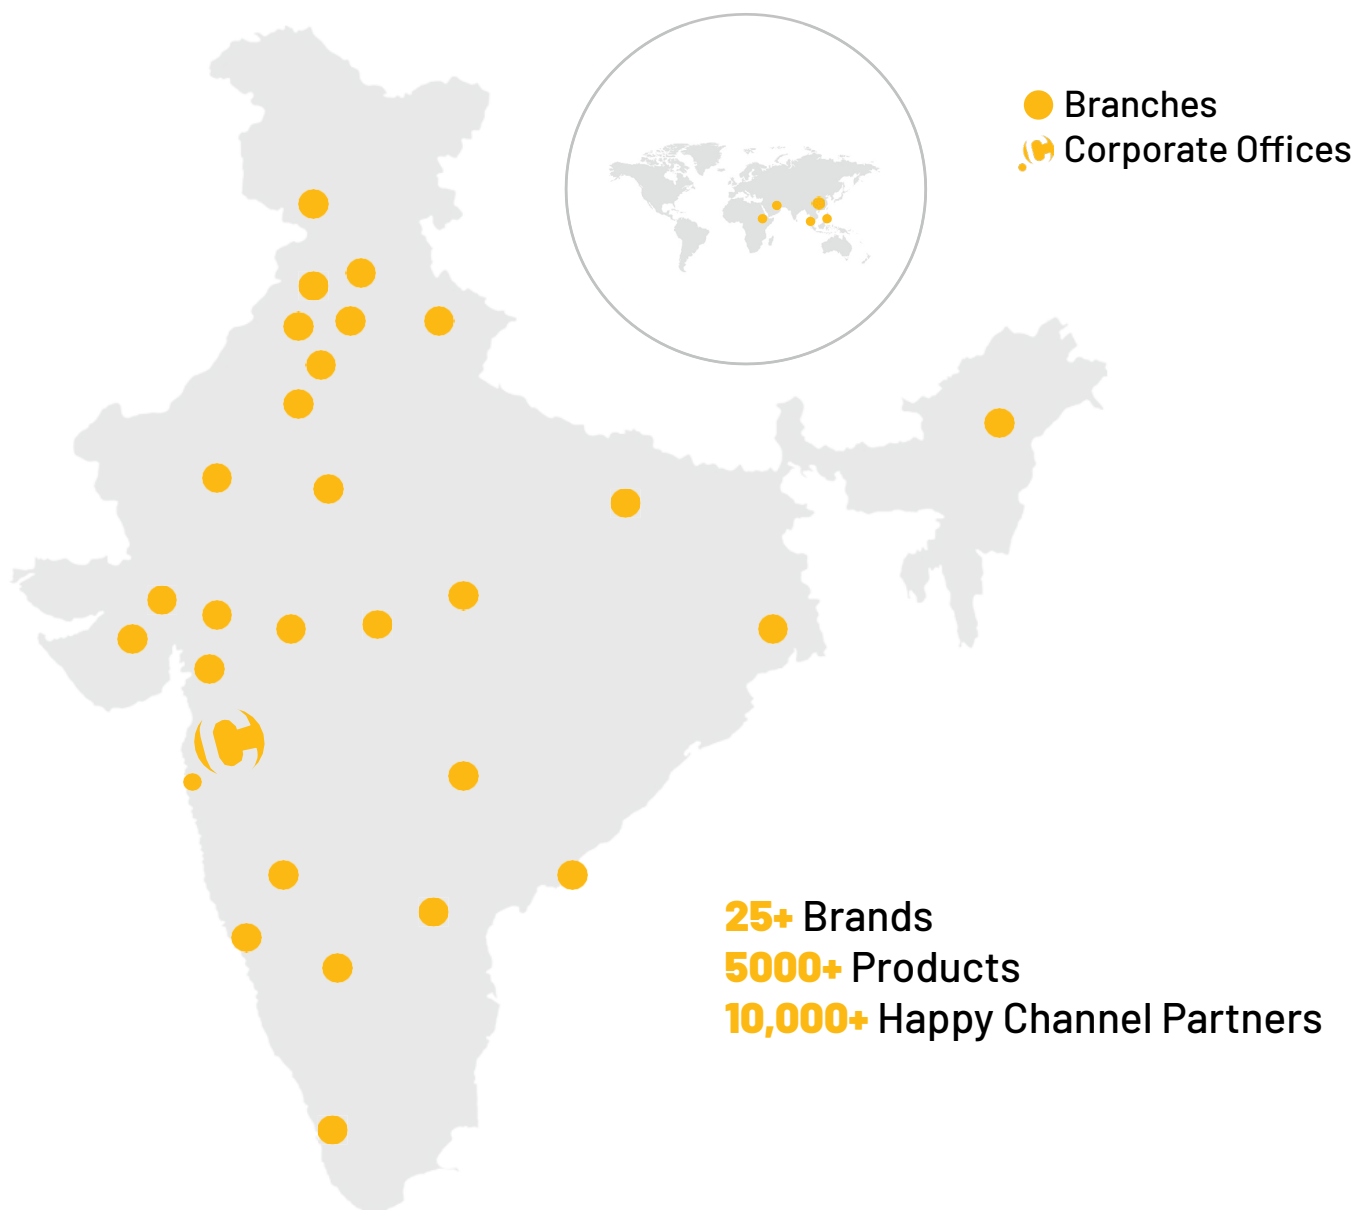 Branches
Corporate Offices
25+ Brands
5000+ Products
10,000+ Happy Channel Partners